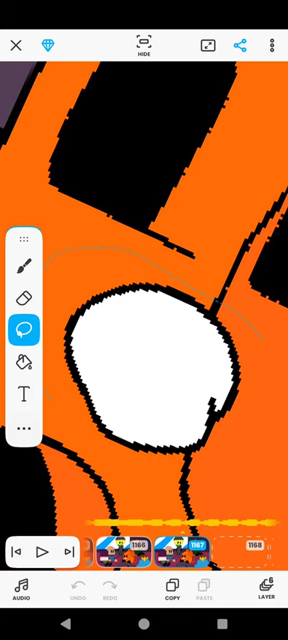 HIDE
T
1166
1167
1168
AUDIO
UNDO
REDO
COPY
PASTE
6
LAYER